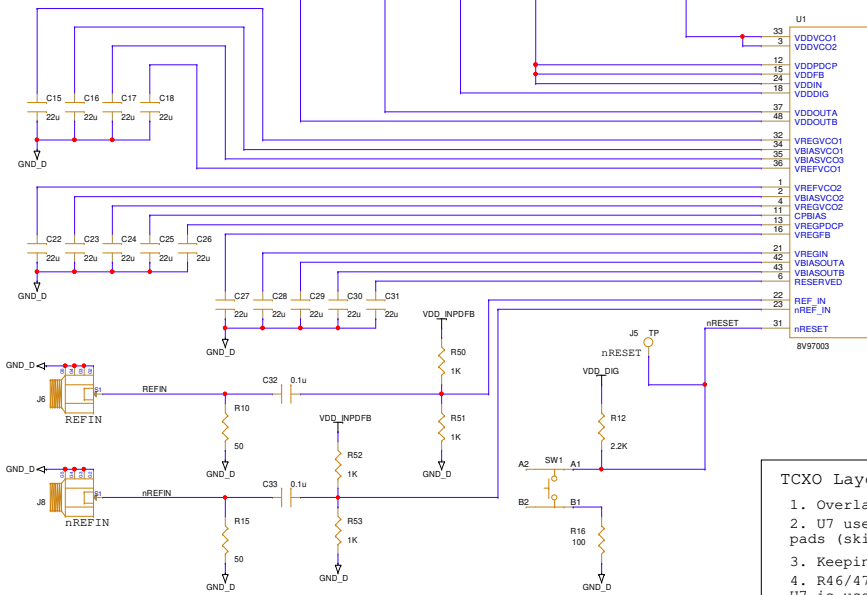 U1
33 VDDVCO1
3 VDDVCO2
12 VDDPDCP
15 VDDFB
24 VDDIN
18 VDDDIG
37 VDDOUTA
48 VDDOUTB
32 VREGVCO1
34 VBIASVCO1
35 VBIASVCO3
36 VREFVCO1
1 VREFVCO2
2 VBIASVCO2
4 VREGVCO2
11 CPBIAS
13 VREGPDCP
16 VREGFB
21 VREGIN
42 VBIASOUTA
43 VBIASOUTB
6 RESERVED
22 REF_IN
23 nREF_IN
31 nRESET
8V97003
C15 C16 C17 C18
22u 22u 22u 22u
GND_D
C22 C23 C24 C25 C26
22u 22u 22u 22u 22u
GND_D
C27 C28 C29 C30 C31
22u 22u 22u 22u 22u
GND_D
VDD_INPDFB
R50
1K
R51
1K
GND_D
nRESET
J5 TP
nRESET
VDD_DIG
R12
2.2K
GND_D
J6
S1
REFIN
REFIN
C32 0.1u
R10
50
GND_D
VDD_INPDFB
R52
1K
R53
1K
GND_D
GND_D
J8
S1
nREFIN
nREFIN
C33 0.1u
R15
50
GND_D
A2 SW1 A1
B2 B1
R16
100
GND_D
TCXO Laye
1. Overla
2. U7 use
pads (ski
3. Keepin
4. R46/47